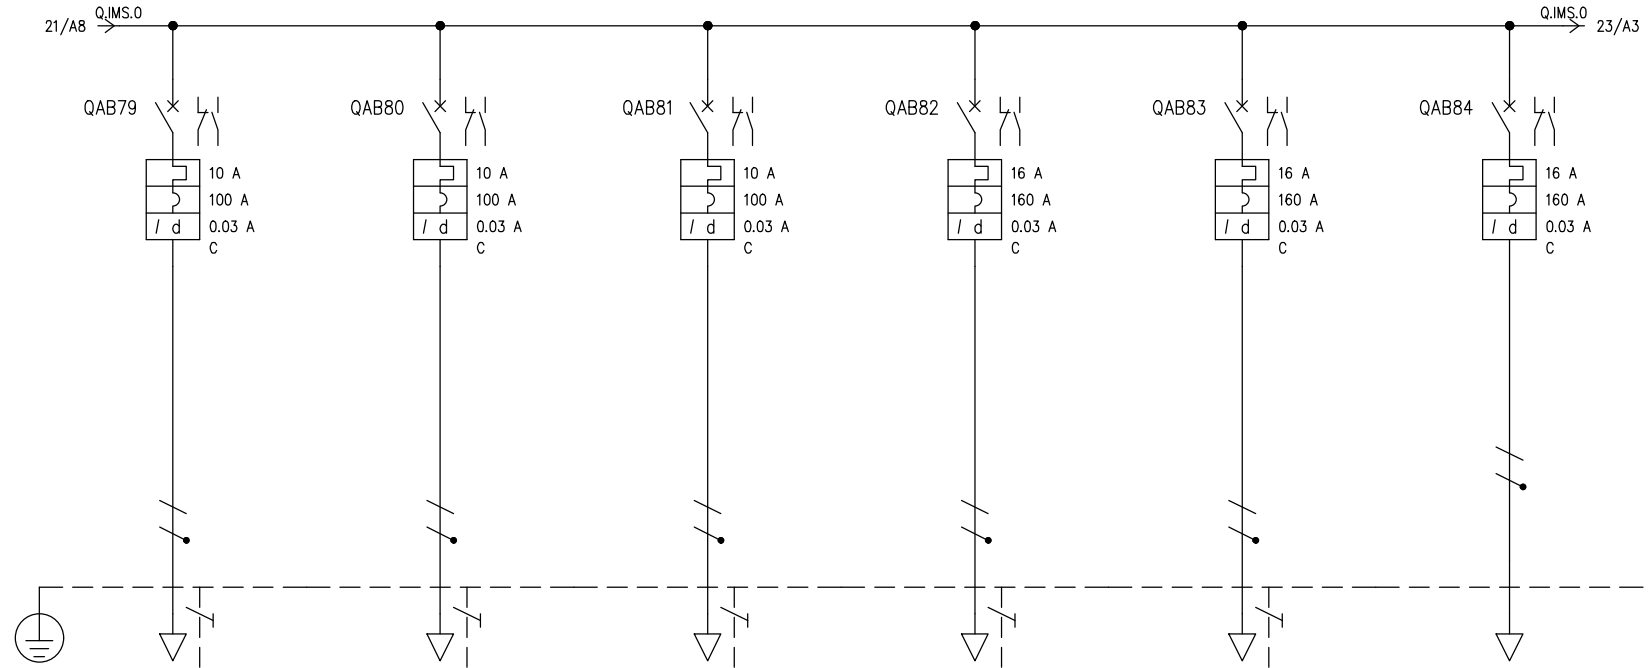 Q.IMS.0 Q.IMS.0
21/A8 23/A3
QAB79 QAB80 QAB81 QAB82 QAB83 QAB84
10 A 10 A 10 A 16 A 16 A 16 A
100 A 100 A 100 A 160 A 160 A 160 A
I d 0.03 A I d 0.03 A I d 0.03 A I d 0.03 A I d 0.03 A I d 0.03 A
C C C C C C